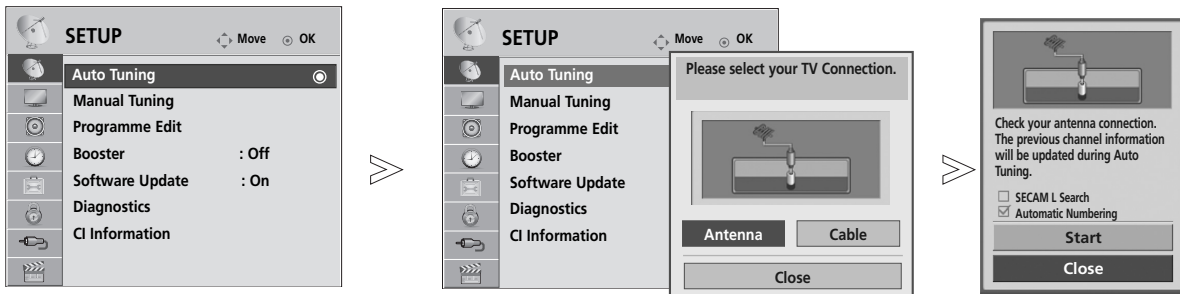 SETUP
Move OK
Auto Tuning
Manual Tuning
Programme Edit
Booster : Off
Software Update : On
Diagnostics
CI Information
SETUP
Move OK
Auto Tuning
Manual Tuning
Programme Edit
Booster
Software Update
Diagnostics
CI Information
Please select your TV Connection.
Antenna Cable
Close
Check your antenna connection.
The previous channel information
will be updated during Auto
Tuning.
SECAM L Search
Automatic Numbering
Start
Close